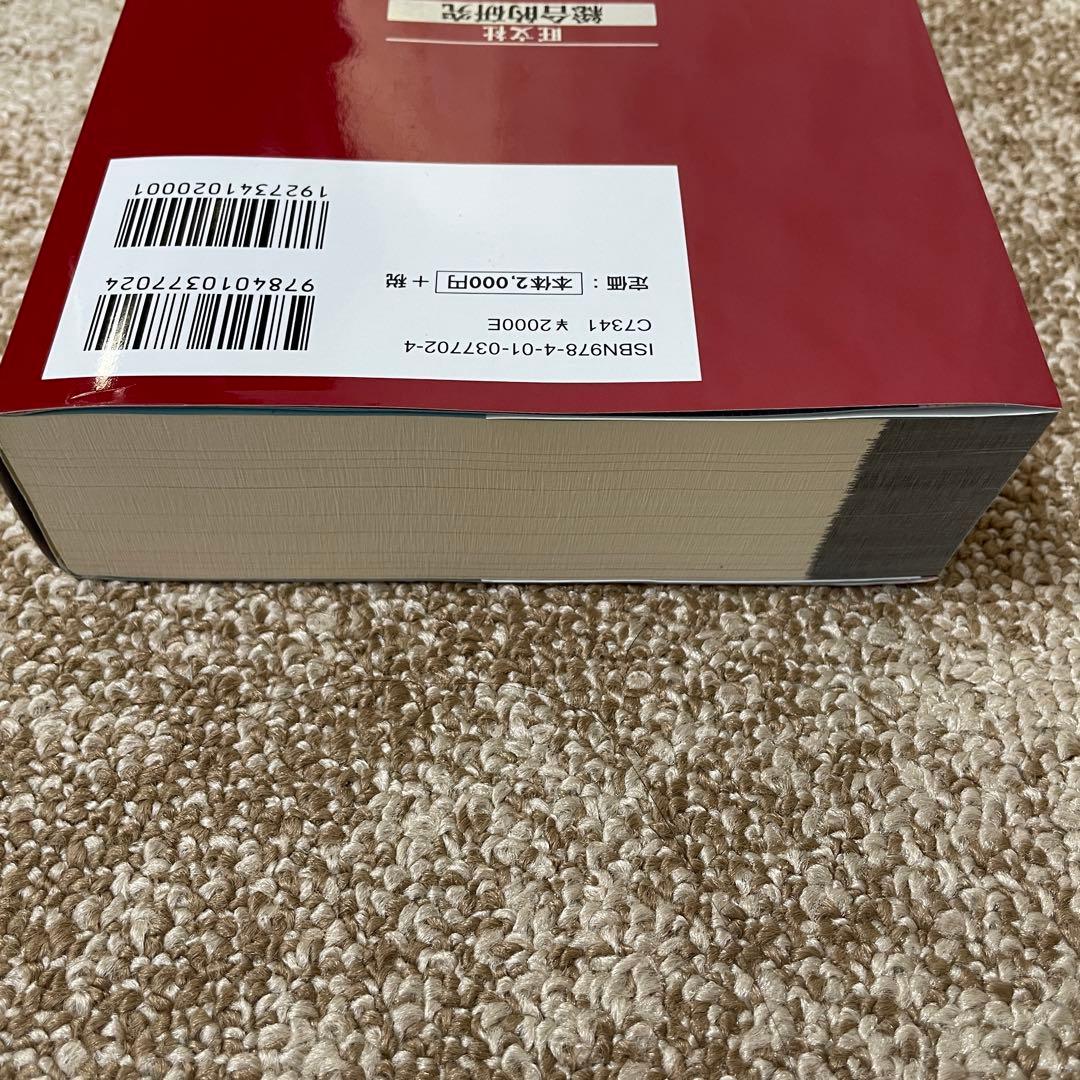 ISBN978-4-01-037702-4
C7341 ¥2000E
定価：本体2,000円＋税
9784010377024
1927341020001
旺文社
総合的研究